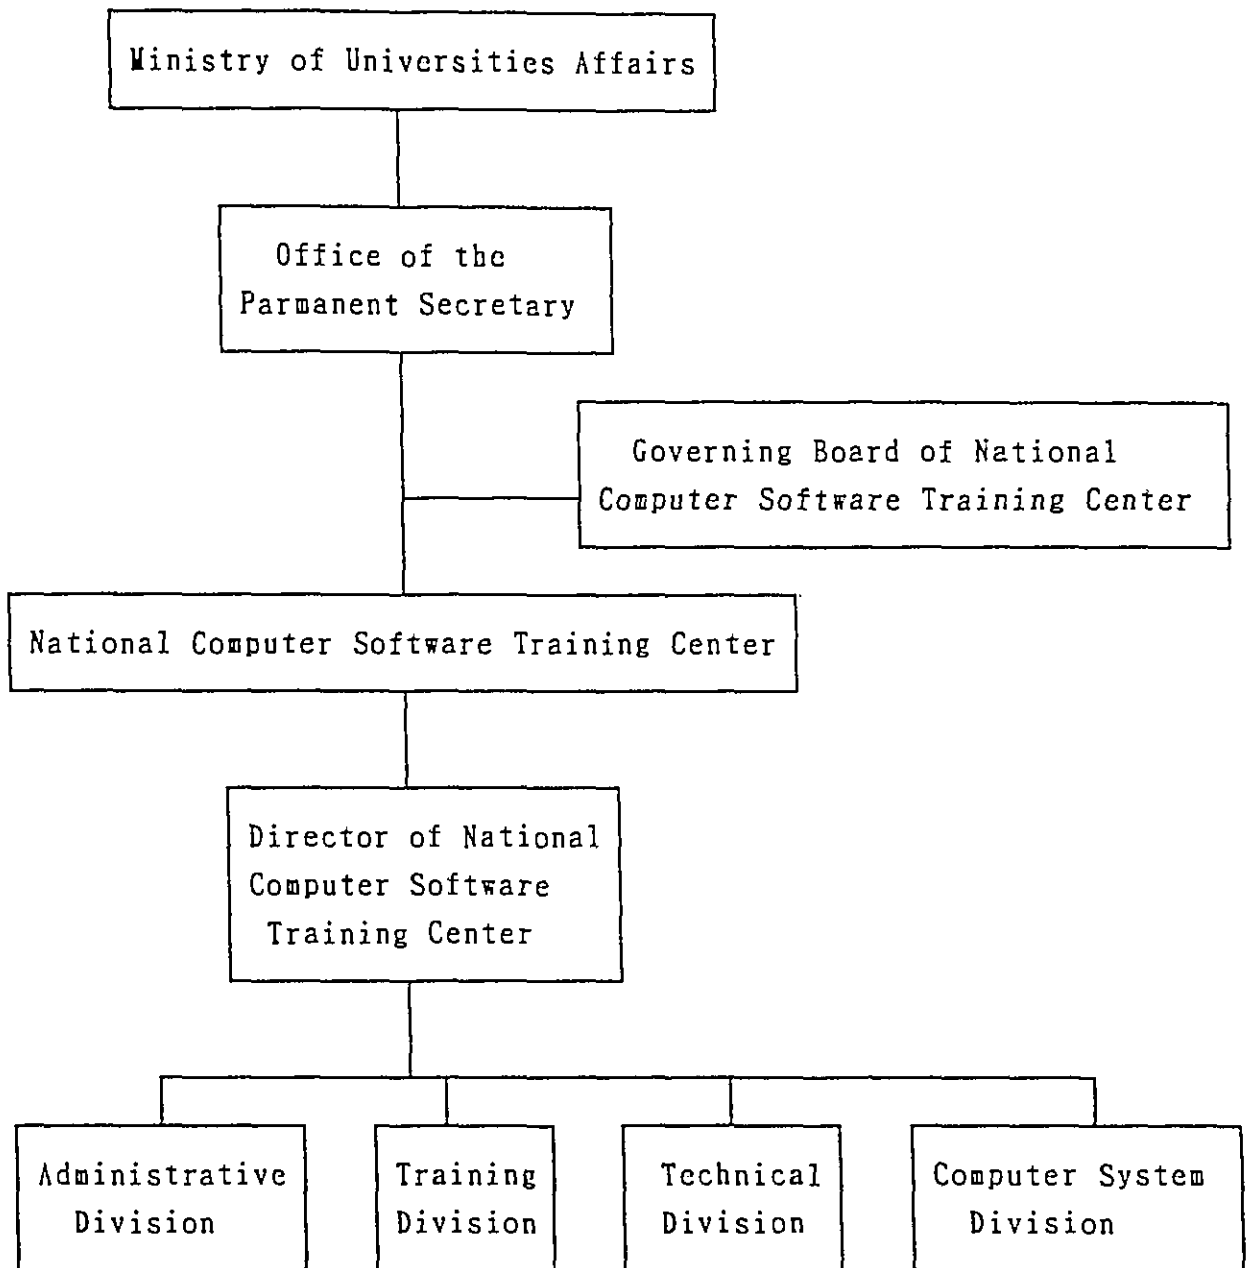 Ministry of Universities Affairs
Office of the
Parmanent Secretary
Governing Board of National
Computer Software Training Center
National Computer Software Training Center
Director of National
Computer Software
Training Center
Administrative
Division
Training
Division
Technical
Division
Computer System
Division